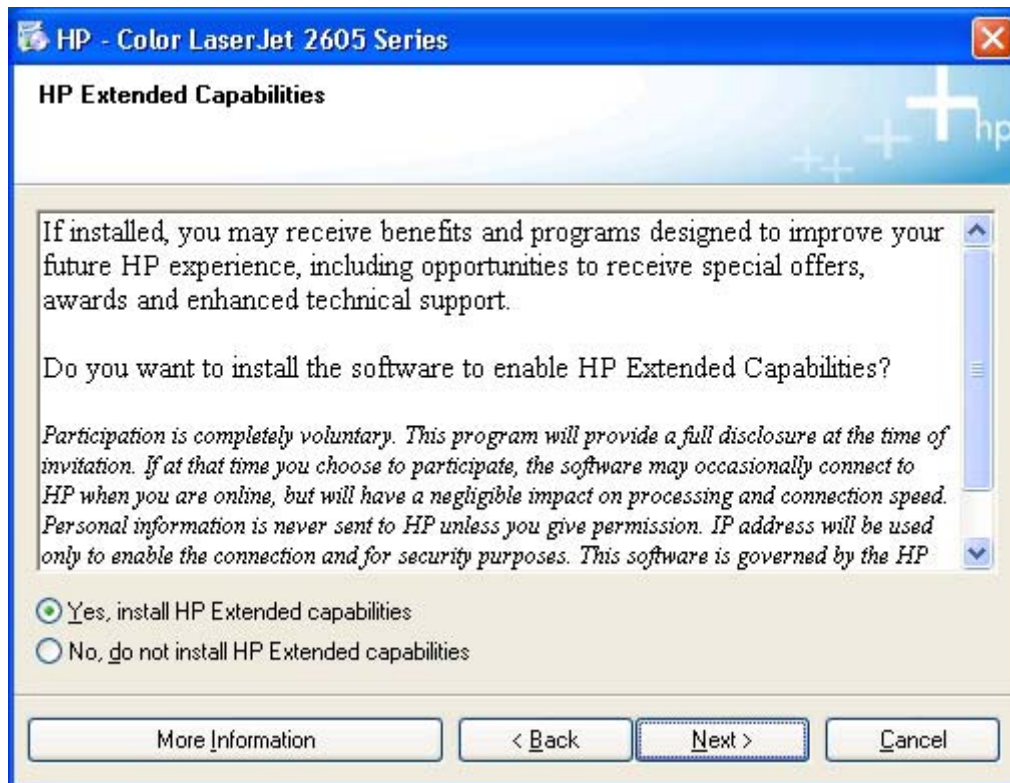 HP - Color LaserJet 2605 Series
HP Extended Capabilities
hp
If installed, you may receive benefits and programs designed to improve your
future HP experience, including opportunities to receive special offers,
awards and enhanced technical support.
Do you want to install the software to enable HP Extended Capabilities?
Participation is completely voluntary. This program will provide a full disclosure at the time of
invitation. If at that time you choose to participate, the software may occasionally connect to
HP when you are online, but will have a negligible impact on processing and connection speed.
Personal information is never sent to HP unless you give permission. IP address will be used
only to enable the connection and for security purposes. This software is governed by the HP
Yes, install HP Extended capabilities
No, do not install HP Extended capabilities
More Information
< Back
Next >
Cancel